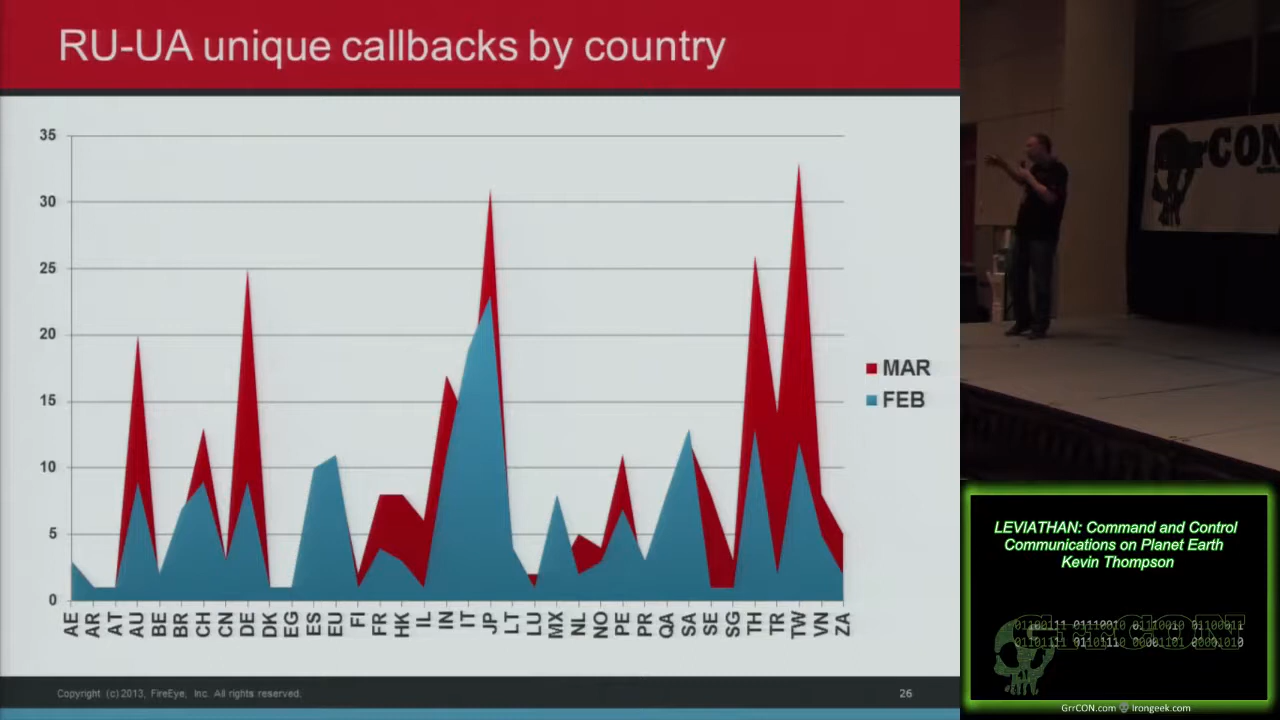 RU-UA unique callbacks by country
35
30
25
20
15
10
5
0
AE AR AT AU BE BR CH CN DE DK EG ES EU FI FR HK IL IN IT JP LT LU MX NL NO PE PR QA SA SE SG TH TR TW VN ZA
MAR
FEB
Copyright (c) 2013, FireEye, Inc. All rights reserved.
26
GrrCON
LEVIATHAN: Command and Control
Communications on Planet Earth
Kevin Thompson
GrrCON
GrrCON.com Irongeek.com